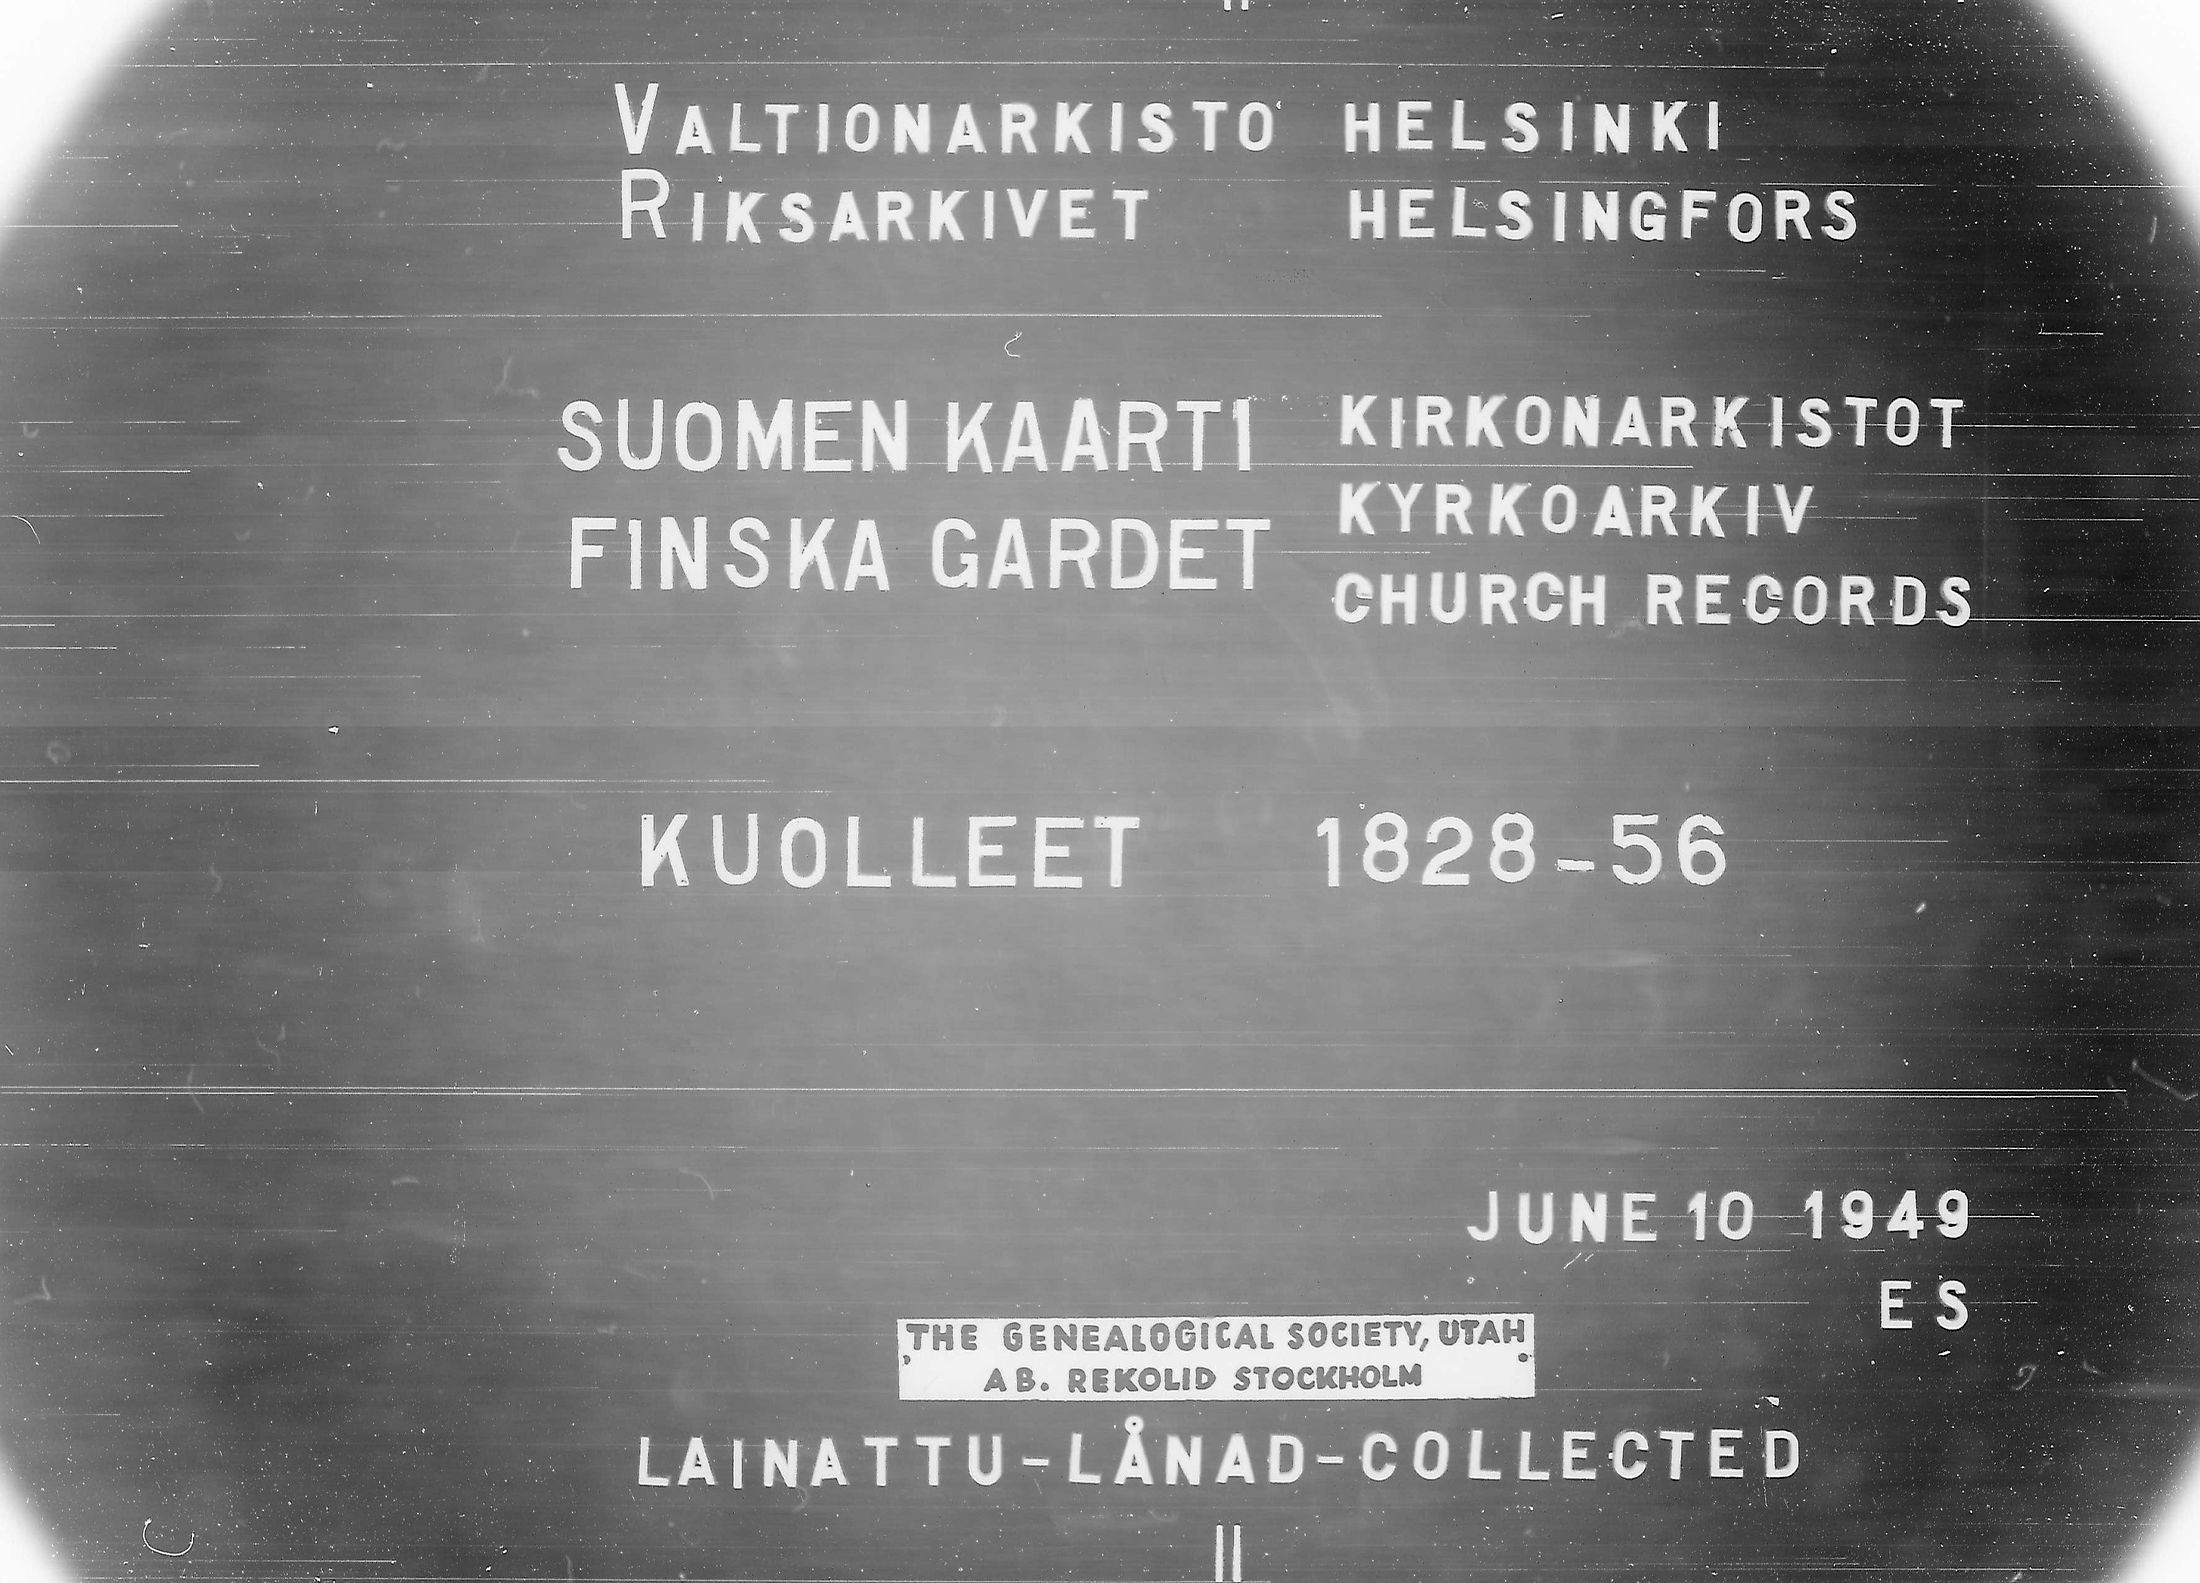 VALTIONARKISTO HELSINKI
RIKSARKIVET HELSINGFORS
SUOMEN KAARTI
FINSKA GARDET
KIRKONARKISTOT
KYRKOARKIV
CHURCH RECORDS
KUOLLEET 1828-56
JUNE 10 1949
ES
THE GENEALOGICAL SOCIETY, UTAH
AB. REKOLID STOCKHOLM
LAINATTU-LÅNAD-COLLECTED